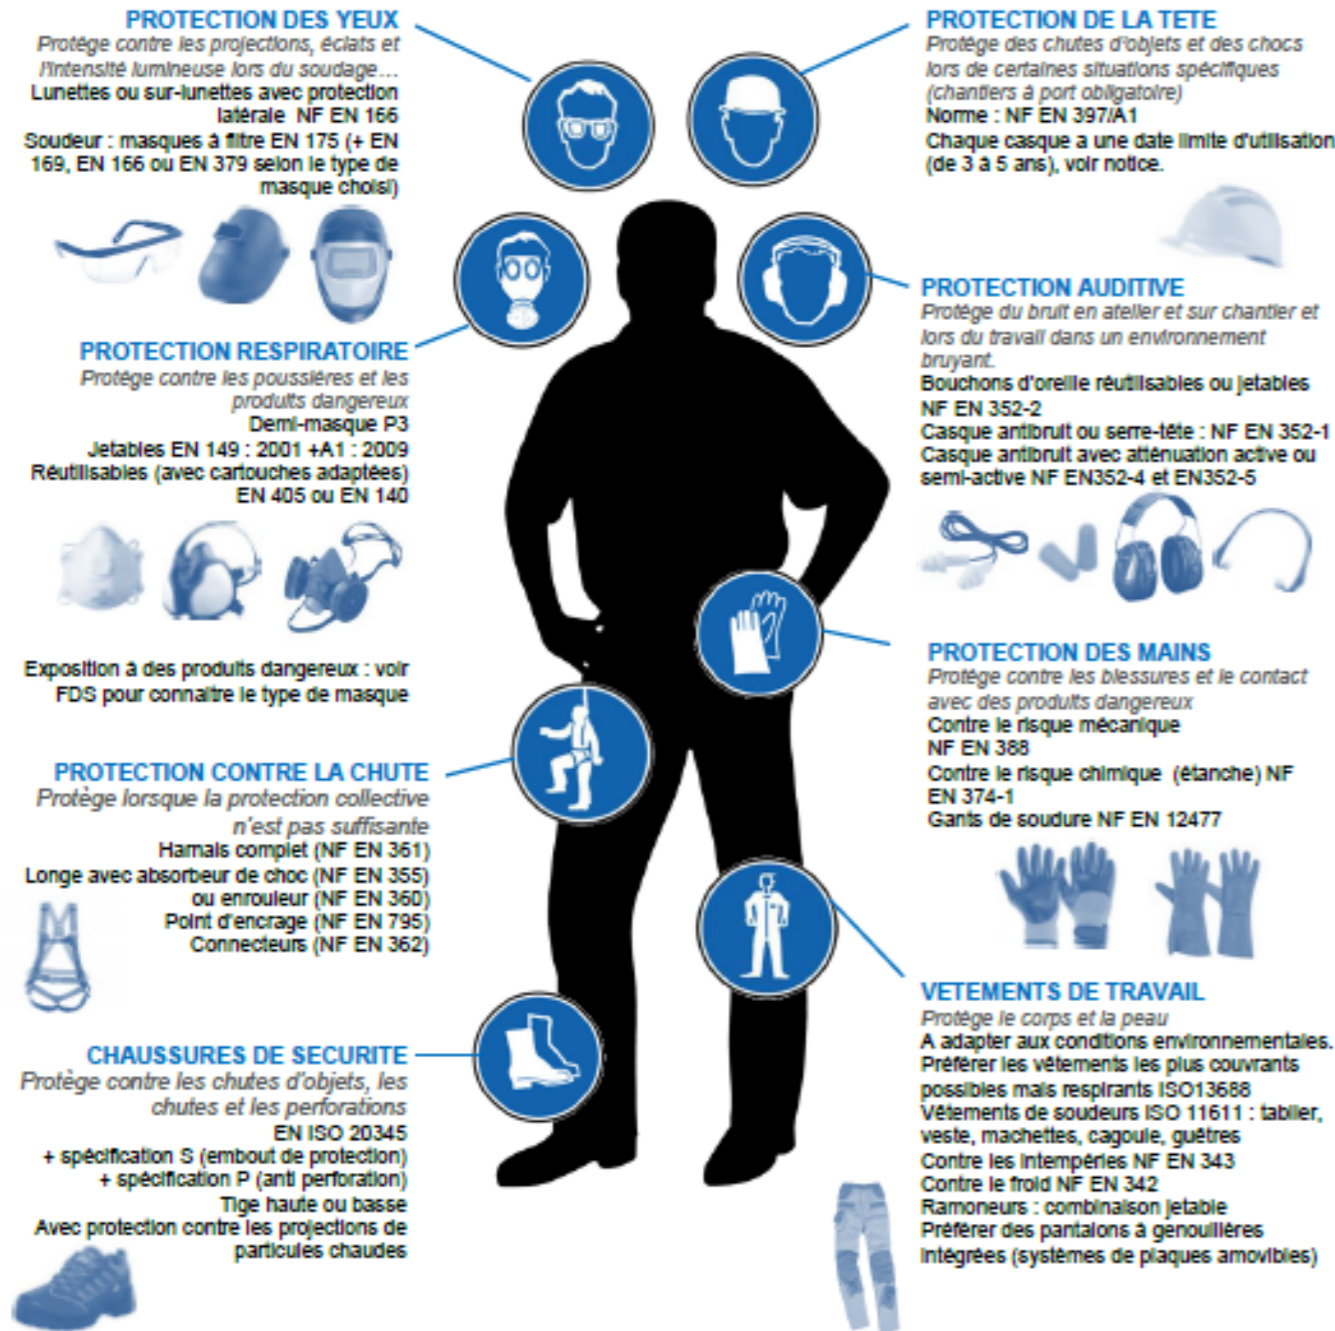 PROTECTION DES YEUX
Protège contre les projections, éclats et
l'intensité lumineuse lors du soudage...
Lunettes ou sur-lunettes avec protection
latérale NF EN 166
Soudeur : masques à filtre EN 175 (+ EN
169, EN 166 ou EN 379 selon le type de
masque choisi)
PROTECTION RESPIRATOIRE
Protège contre les poussières et les
produits dangereux
Demi-masque P3
Jetables EN 149 : 2001 +A1 : 2009
Réutilisables (avec cartouches adaptées)
EN 405 ou EN 140
Exposition à des produits dangereux : voir
FDS pour connaitre le type de masque
PROTECTION CONTRE LA CHUTE
Protège lorsque la protection collective
n'est pas suffisante
Harnais complet (NF EN 361)
Longe avec absorbeur de choc (NF EN 355)
ou enrouleur (NF EN 360)
Point d'encrage (NF EN 795)
Connecteurs (NF EN 362)
CHAUSSURES DE SECURITE
Protège contre les chutes d'objets, les
chutes et les perforations
EN ISO 20345
+ spécification S (embout de protection)
+ spécification P (anti perforation)
Tige haute ou basse
Avec protection contre les projections de
particules chaudes
PROTECTION DE LA TETE
Protège des chutes d'objets et des chocs
lors de certaines situations spécifiques
(chantiers à port obligatoire)
Norme : NF EN 397/A1
Chaque casque a une date limite d'utilisation
(de 3 à 5 ans), voir notice.
PROTECTION AUDITIVE
Protège du bruit en atelier et sur chantier et
lors du travail dans un environnement
bruyant.
Bouchons d'oreille réutilisables ou jetables
NF EN 352-2
Casque antibruit ou serre-tête : NF EN 352-1
Casque antibruit avec atténuation active ou
semi-active NF EN352-4 et EN352-5
PROTECTION DES MAINS
Protège contre les blessures et le contact
avec des produits dangereux
Contre le risque mécanique
NF EN 388
Contre le risque chimique (étanche) NF
EN 374-1
Gants de soudure NF EN 12477
VETEMENTS DE TRAVAIL
Protège le corps et la peau
A adapter aux conditions environnementales.
Préférer les vêtements les plus couvrants
possibles mais respirants ISO13688
Vêtements de soudeurs ISO 11611 : tablier,
veste, machettes, cagoule, guêtres
Contre les intempéries NF EN 343
Contre le froid NF EN 342
Ramoneurs : combinaison jetable
Préférer des pantalons à genouillères
intégrées (systèmes de plaques amovibles)